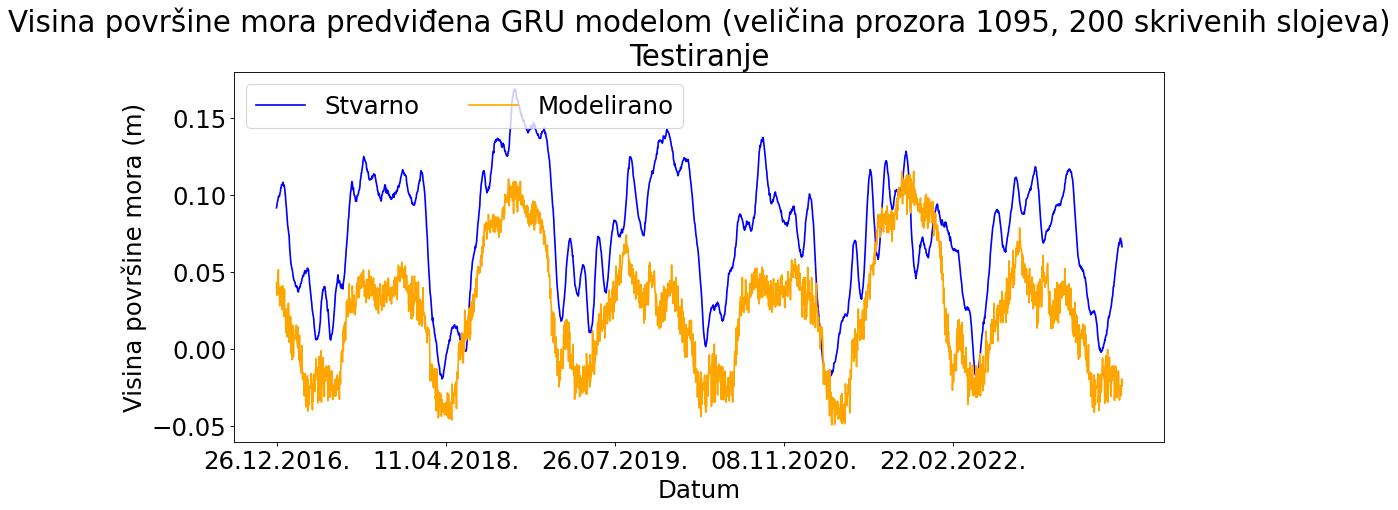 Visina površine mora predviđena GRU modelom (veličina prozora 1095, 200 skrivenih slojeva)
Testiranje
Stvarno
Modelirano
Visina površine mora (m)
0.15
0.10
0.05
0.00
−0.05
26.12.2016.
11.04.2018.
26.07.2019.
08.11.2020.
22.02.2022.
Datum